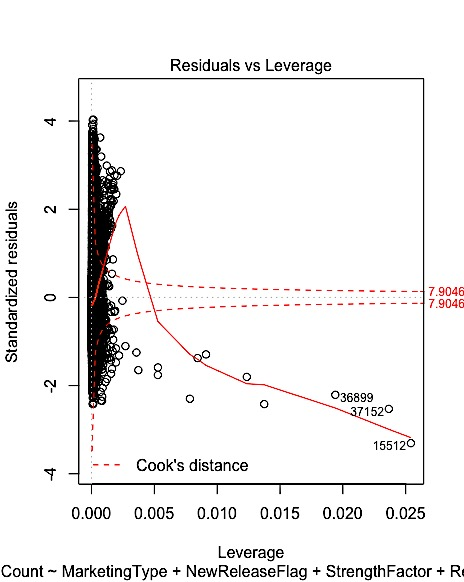 Residuals vs Leverage
Standardized residuals
4
2
0
-2
-4
7.9046
7.9046
36899
37152
15512
Cook's distance
0.000 0.005 0.010 0.015 0.020 0.025
Leverage
Count ~ MarketingType + NewReleaseFlag + StrengthFactor + Re